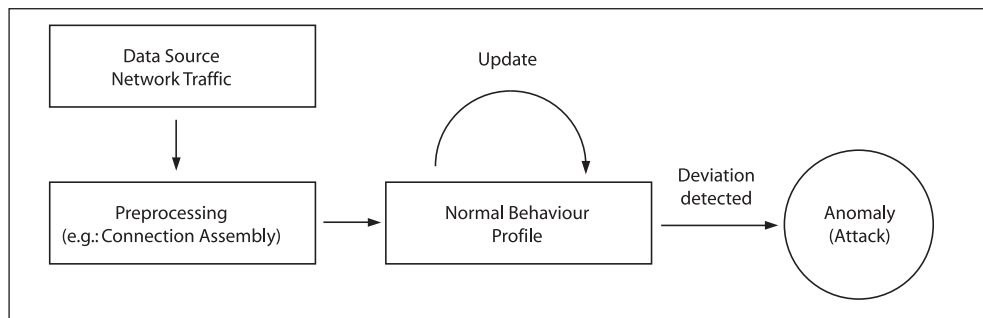 Data Source
Network Traffic
Update
Preprocessing
(e.g.: Connection Assembly)
Normal Behaviour
Profile
Deviation
detected
Anomaly
(Attack)